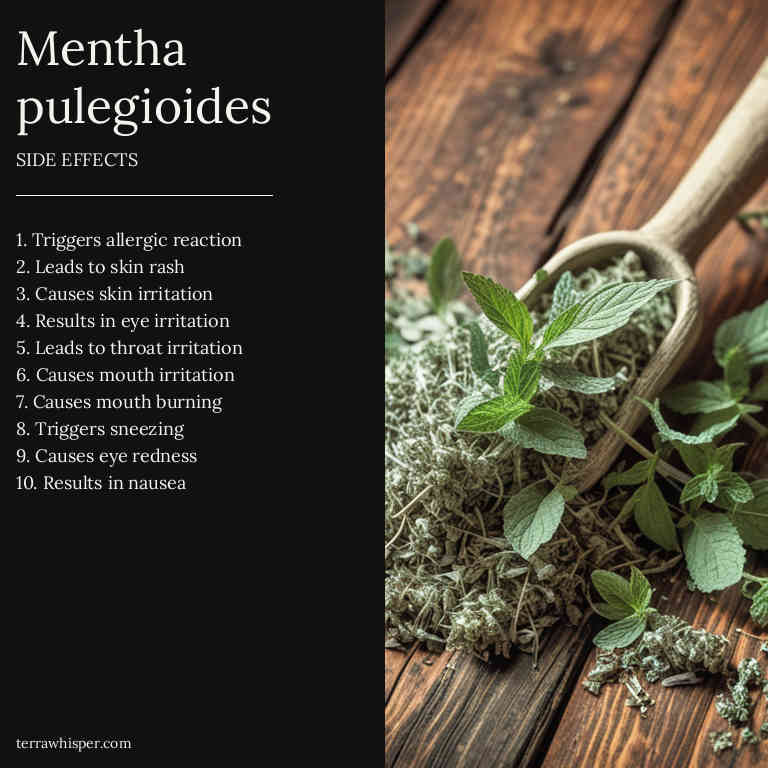 Mentha
pulegioides
SIDE EFFECTS
1. Triggers allergic reaction
2. Leads to skin rash
3. Causes skin irritation
4. Results in eye irritation
5. Leads to throat irritation
6. Causes mouth irritation
7. Causes mouth burning
8. Triggers sneezing
9. Causes eye redness
10. Results in nausea
terrawhisper.com